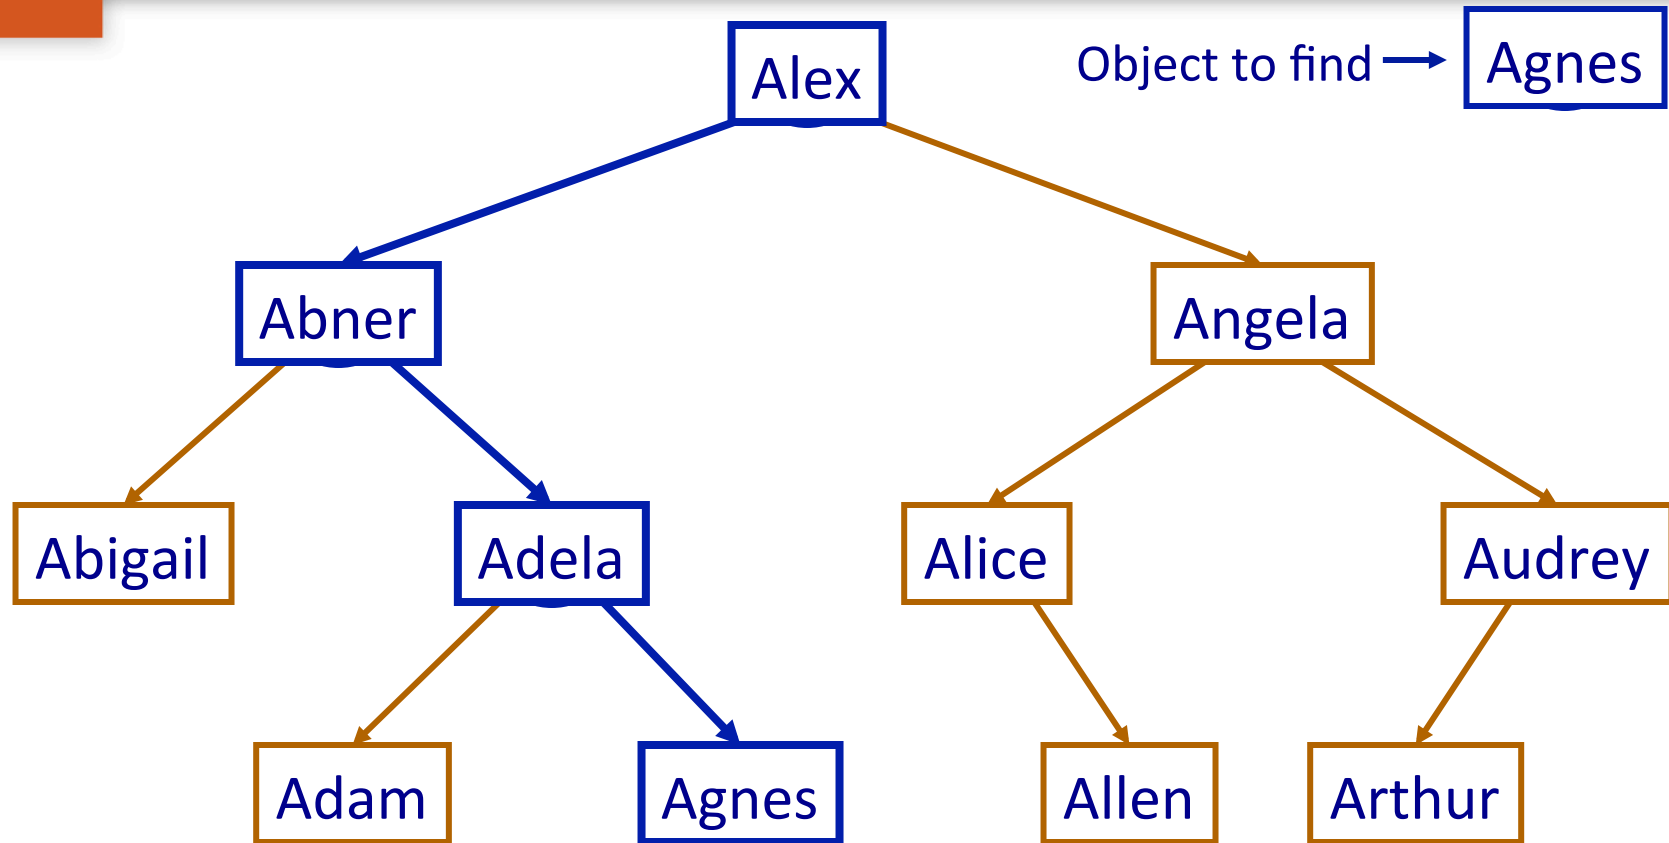 Object to find
Agnes
Alex
Abner
Angela
Abigail
Adela
Alice
Audrey
Adam
Agnes
Allen
Arthur